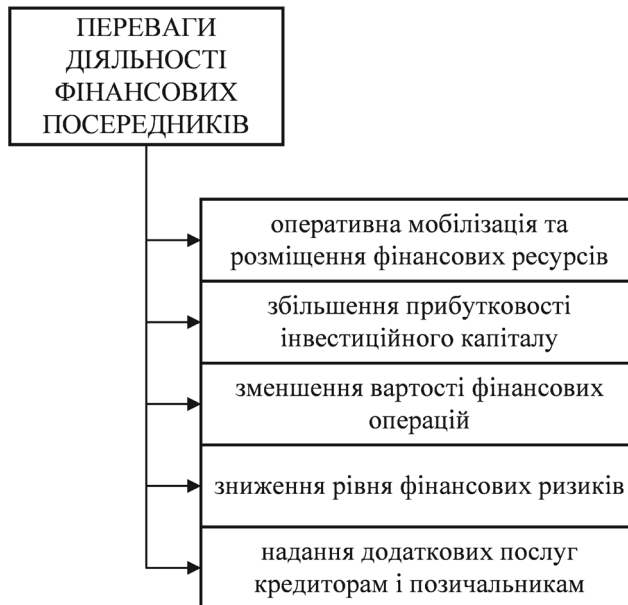 ПЕРЕВАГИ
ДІЯЛЬНОСТІ
ФІНАНСОВИХ
ПОСЕРЕДНИКІВ
оперативна мобілізація та
розміщення фінансових ресурсів
збільшення прибутковості
інвестиційного капіталу
зменшення вартості фінансових
операцій
зниження рівня фінансових ризиків
надання додаткових послуг
кредиторам і позичальникам